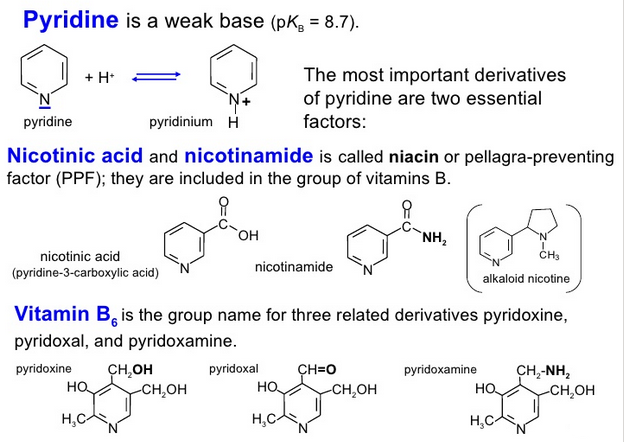 Pyridine is a weak base (pKB = 8.7).
N + H+ N+
pyridine pyridinium H
The most important derivatives
of pyridine are two essential
factors:
Nicotinic acid and nicotinamide is called niacin or pellagra-preventing
factor (PPF); they are included in the group of vitamins B.
nicotinic acid
(pyridine-3-carboxylic acid)
O
C
OH
N
nicotinamide
O
C
NH2
N
N
N
CH3
alkaloid nicotine
Vitamin B6 is the group name for three related derivatives pyridoxine,
pyridoxal, and pyridoxamine.
pyridoxine
CH2OH
HO
CH2OH
H3C
N
pyridoxal
CH=O
HO
CH2OH
H3C
N
pyridoxamine
CH2-NH2
HO
CH2OH
H3C
N